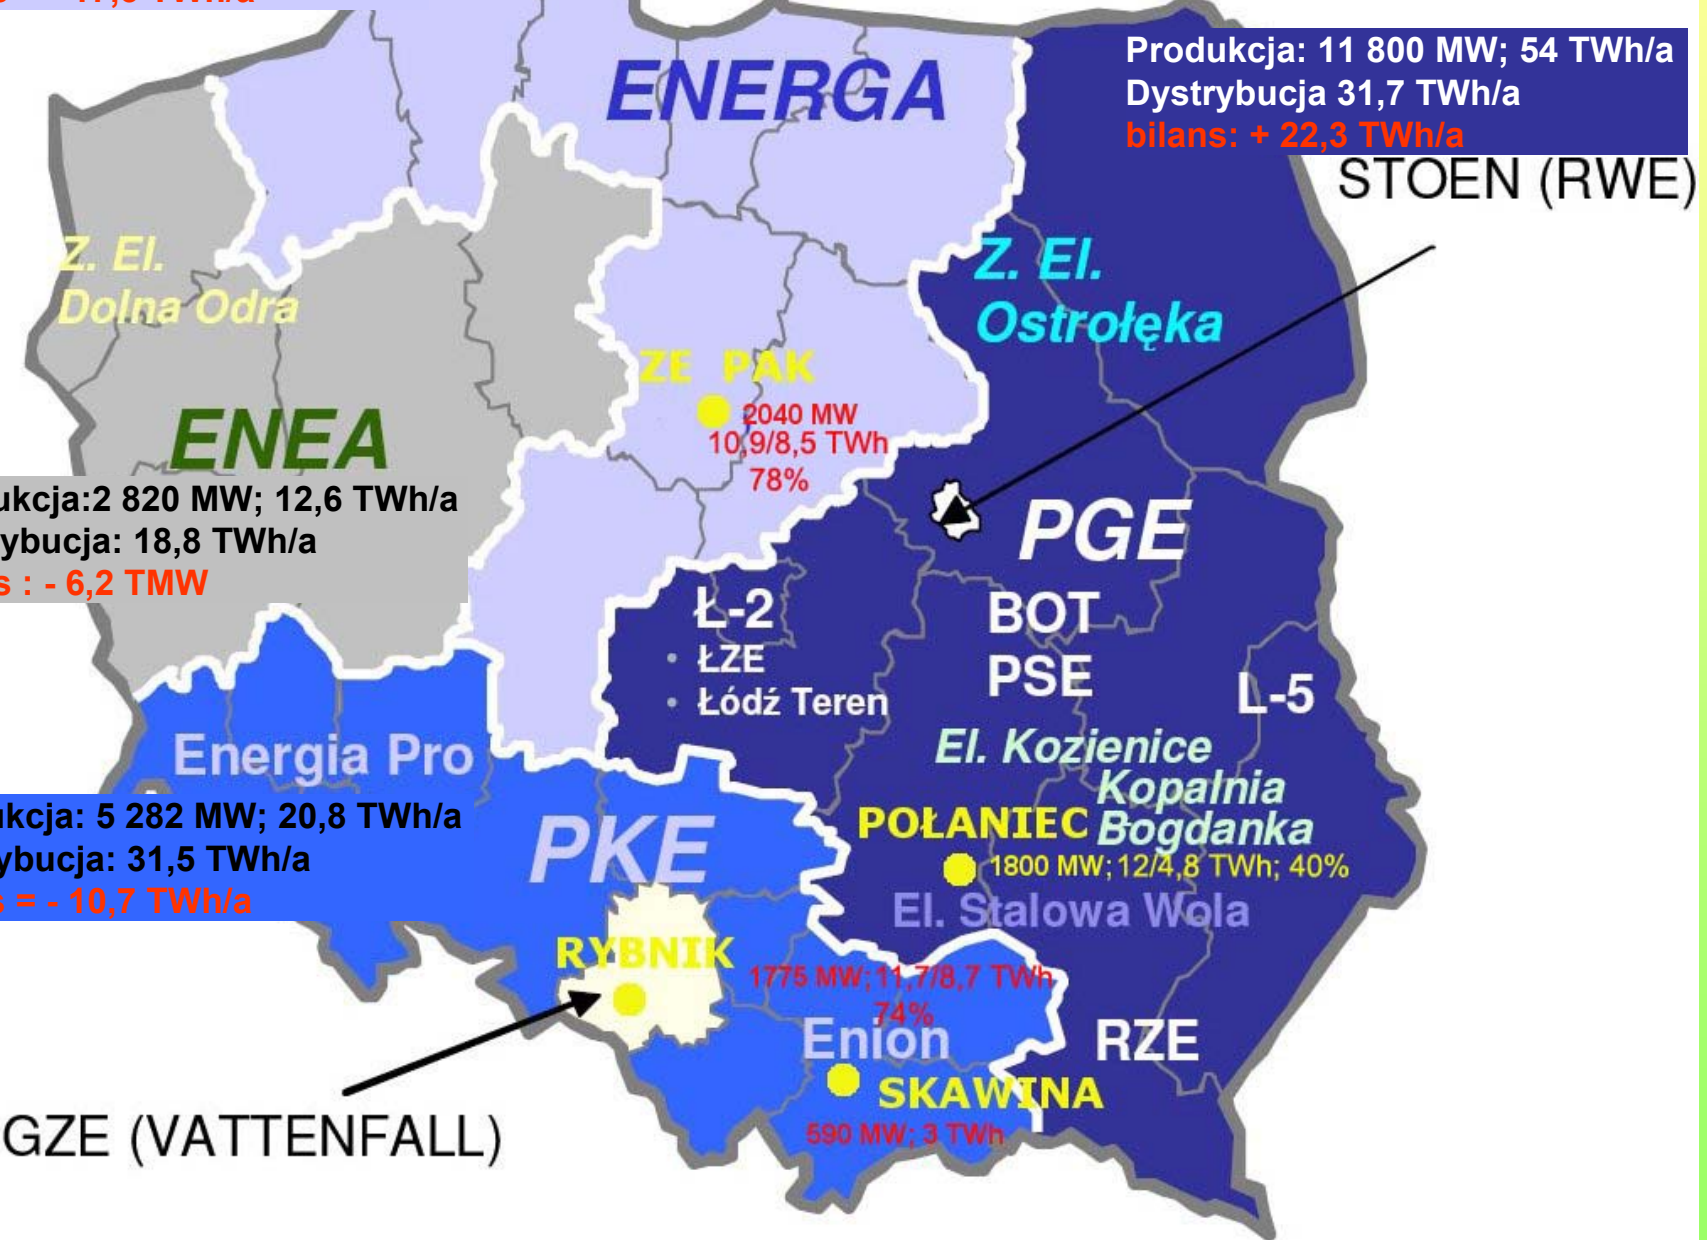 ENERGA
Produkcja: 11 800 MW; 54 TWh/a
Dystrybucja 31,7 TWh/a
bilans: + 22,3 TWh/a
STOEN (RWE)
Z. El.
Dolna Odra
Z. El.
Ostrołęka
ZE PAK
2040 MW
10,9/8,5 TWh
78%
ENEA
ukcja:2 820 MW; 12,6 TWh/a
ybucja: 18,8 TWh/a
s : - 6,2 TMW
PGE
BOT
PSE
Ł-2
• ŁZE
• Łódź Teren
L-5
Energia Pro
El. Kozienice
Kopalnia
Bogdanka
ukcja: 5 282 MW; 20,8 TWh/a
ybucja: 31,5 TWh/a
s = - 10,7 TWh/a
PKE
POŁANIEC
1800 MW; 12/4,8 TWh; 40%
El. Stalowa Wola
RYBNIK
1775 MW; 11,7/8,7 TWh
74%
Enion
RZE
SKAWINA
590 MW; 3 TWh
GZE (VATTENFALL)